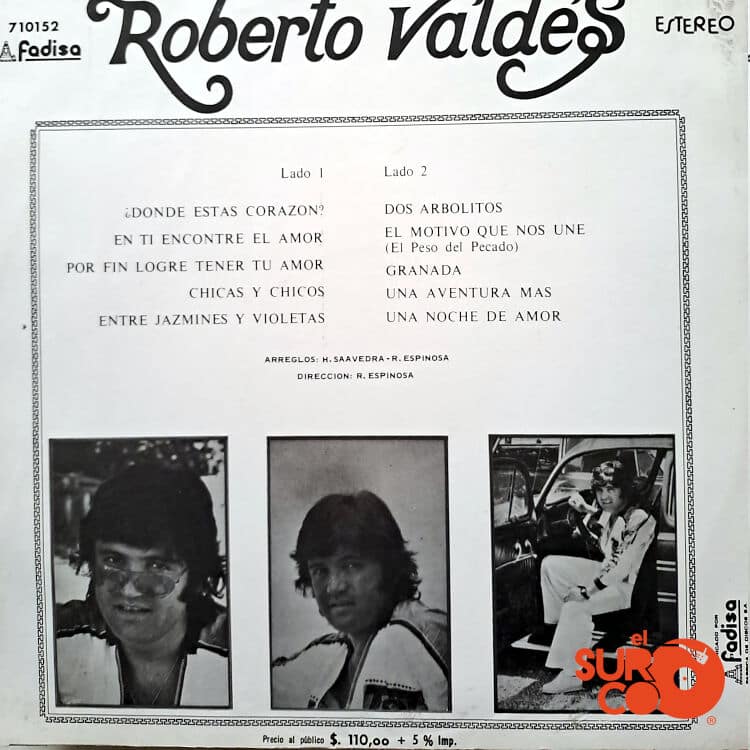 710152
fadisa
Roberto Valdés
ESTEREO
Lado 1
¿DONDE ESTAS CORAZON?
EN TI ENCONTRE EL AMOR
POR FIN LOGRE TENER TU AMOR
CHICAS Y CHICOS
ENTRE JAZMINES Y VIOLETAS
Lado 2
DOS ARBOLITOS
EL MOTIVO QUE NOS UNE
(El Peso del Pecado)
GRANADA
UNA AVENTURA MAS
UNA NOCHE DE AMOR
ARREGLOS: H. SAAVEDRA - R. ESPINOSA
DIRECCION: R. ESPINOSA
POR
fadisa
DE DISCOS S.A.
el
SURCO
®
Precio al público $. 110,00 + 5 % Imp.